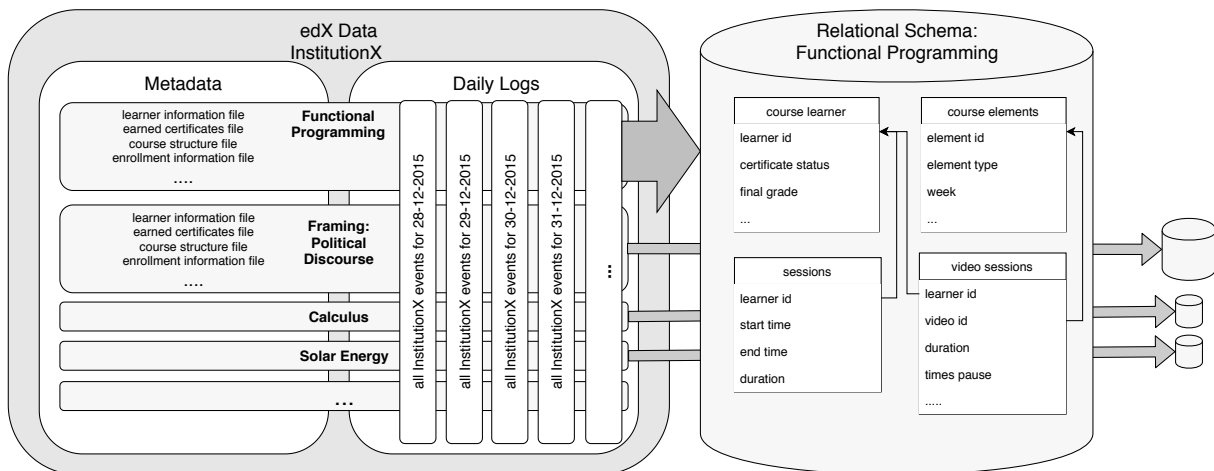 edX Data
InstitutionX
Metadata
Daily Logs
learner information file
earned certificates file
course structure file
enrollment information file
....
Functional
Programming
learner information file
earned certificates file
course structure file
enrollment information file
....
Framing:
Political
Discourse
Calculus
Solar Energy
...
all InstitutionX events for 28-12-2015
all InstitutionX events for 29-12-2015
all InstitutionX events for 30-12-2015
all InstitutionX events for 31-12-2015
...
Relational Schema:
Functional Programming
course learner
learner id
certificate status
final grade
...
course elements
element id
element type
week
...
sessions
learner id
start time
end time
duration
video sessions
learner id
video id
duration
times pause
.....